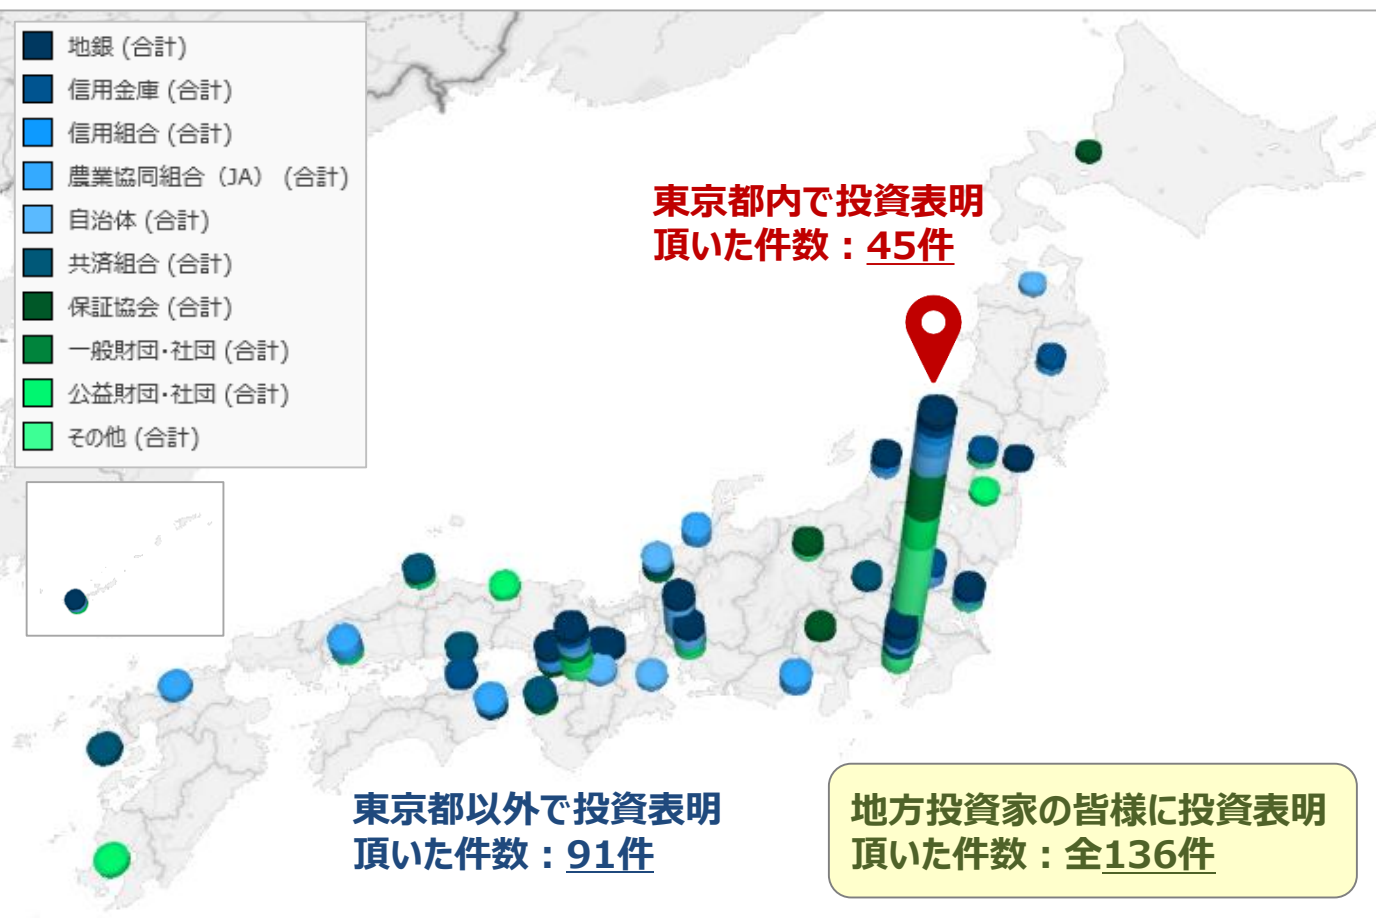 地銀 (合計)
信用金庫 (合計)
信用組合 (合計)
農業協同組合（JA） (合計)
自治体 (合計)
共済組合 (合計)
保証協会 (合計)
一般財団･社団 (合計)
公益財団･社団 (合計)
その他 (合計)
東京都内で投資表明
頂いた件数：45件
東京都以外で投資表明
頂いた件数：91件
地方投資家の皆様に投資表明
頂いた件数：全136件